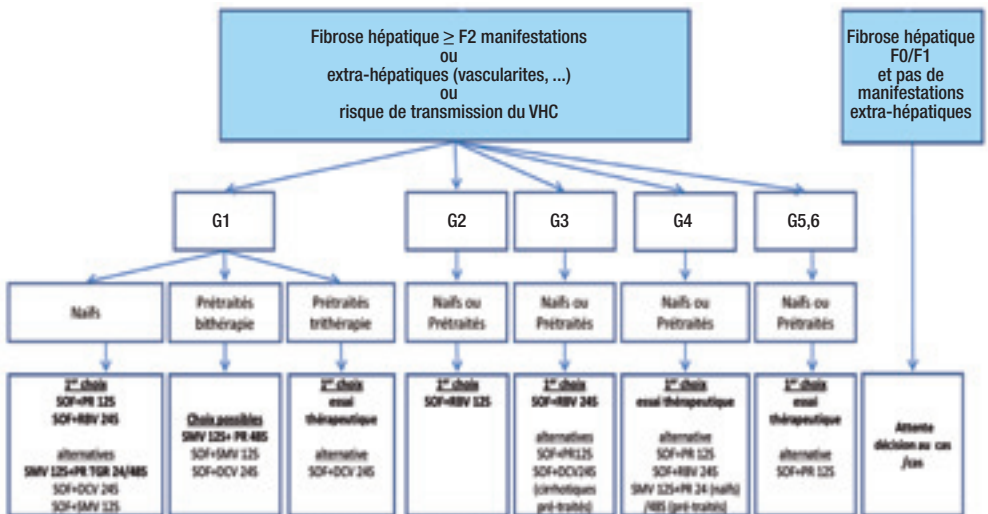 Fibrose hépatique ≥ F2 manifestations
ou
extra-hépatiques (vascularites, ...)
ou
risque de transmission du VHC
Fibrose hépatique
F0/F1
et pas de
manifestations
extra-hépatiques
G1
G2
G3
G4
G5,6
Naïfs
Prétraités
bithérapie
Prétraités
trithérapie
Naïfs ou
Prétraités
Naïfs ou
Prétraités
Naïfs ou
Prétraités
Naïfs ou
Prétraités
1er choix
SOF+PR 12S
SOF+RBV 24S
alternatives
SMV 12S+PR TGR 24/48S
SOF+DCV 24S
SOF+SMV 12S
Choix possibles
SMV 12S+ PR 48S
SOF+SMV 12S
SOF+DCV 24S
1er choix
essai
thérapeutique
alternative
SOF+DCV 24S
1er choix
SOF+RBV 12S
1er choix
SOF+RBV 24S
alternatives
SOF+PR12S
SOF+DCV24S
(cirrhotiques
pré-traités)
1er choix
essai thérapeutique
alternative
SOF+PR 12S
SOF+RBV 24S
SMV 12S+PR 24 (naïfs)
/48S (pré-traités)
1er choix
essai
thérapeutique
alternative
SOF+PR 12S
Attente
décision au cas
/cas